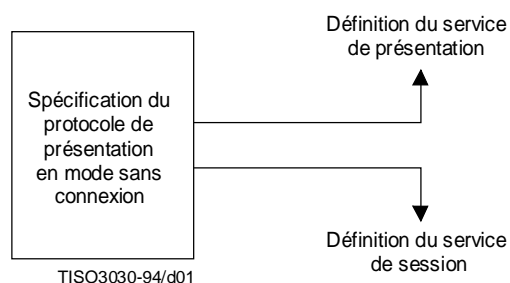 Définition du service
de présentation
Spécification du
protocole de
présentation
en mode sans
connexion
Définition du service
de session
TISO3030-94/d01